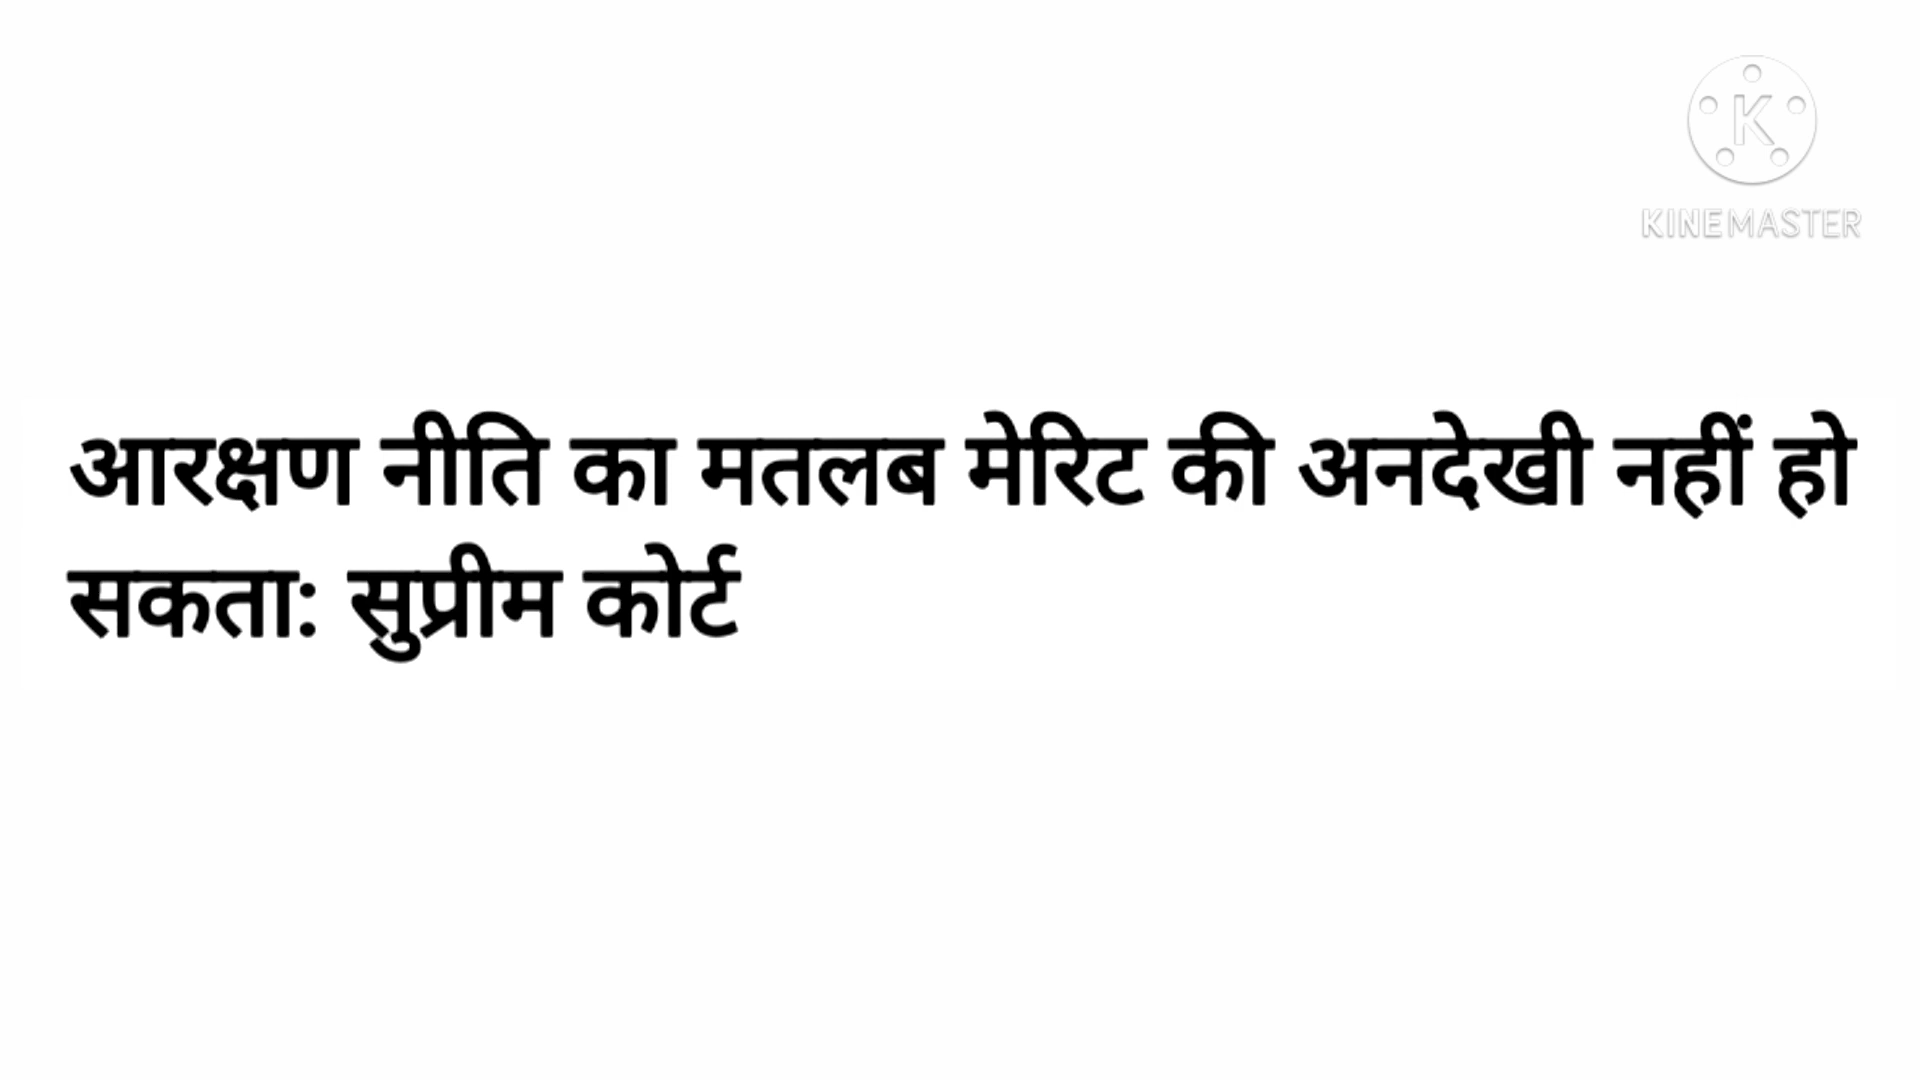 K
KINEMASTER
आरक्षण नीति का मतलब मेरिट की अनदेखी नहीं हो
सकता: सुप्रीम कोर्ट